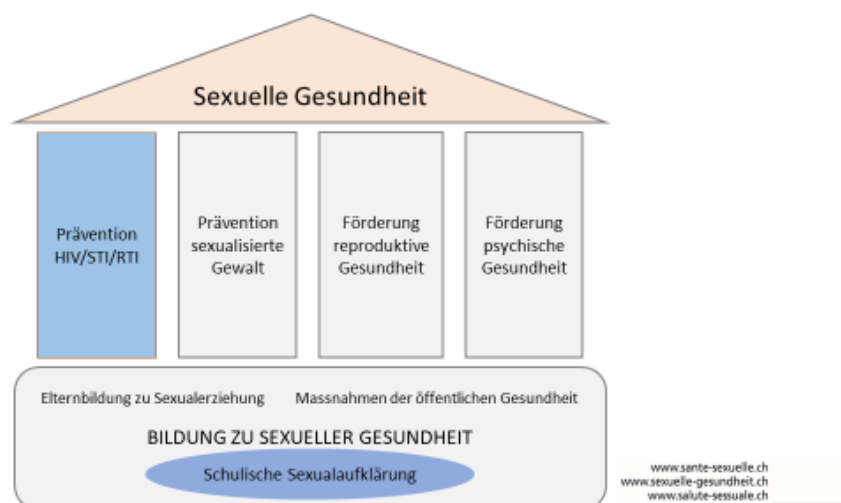 Sexuelle Gesundheit
Prävention
HIV/STI/RTI
Prävention
sexualisierte
Gewalt
Förderung
reproduktive
Gesundheit
Förderung
psychische
Gesundheit
Elternbildung zu Sexualerziehung
Massnahmen der öffentlichen Gesundheit
BILDUNG ZU SEXUELLER GESUNDHEIT
Schulische Sexualaufklärung
www.sante-sexuelle.ch
www.sexuelle-gesundheit.ch
www.salute-sessuale.ch